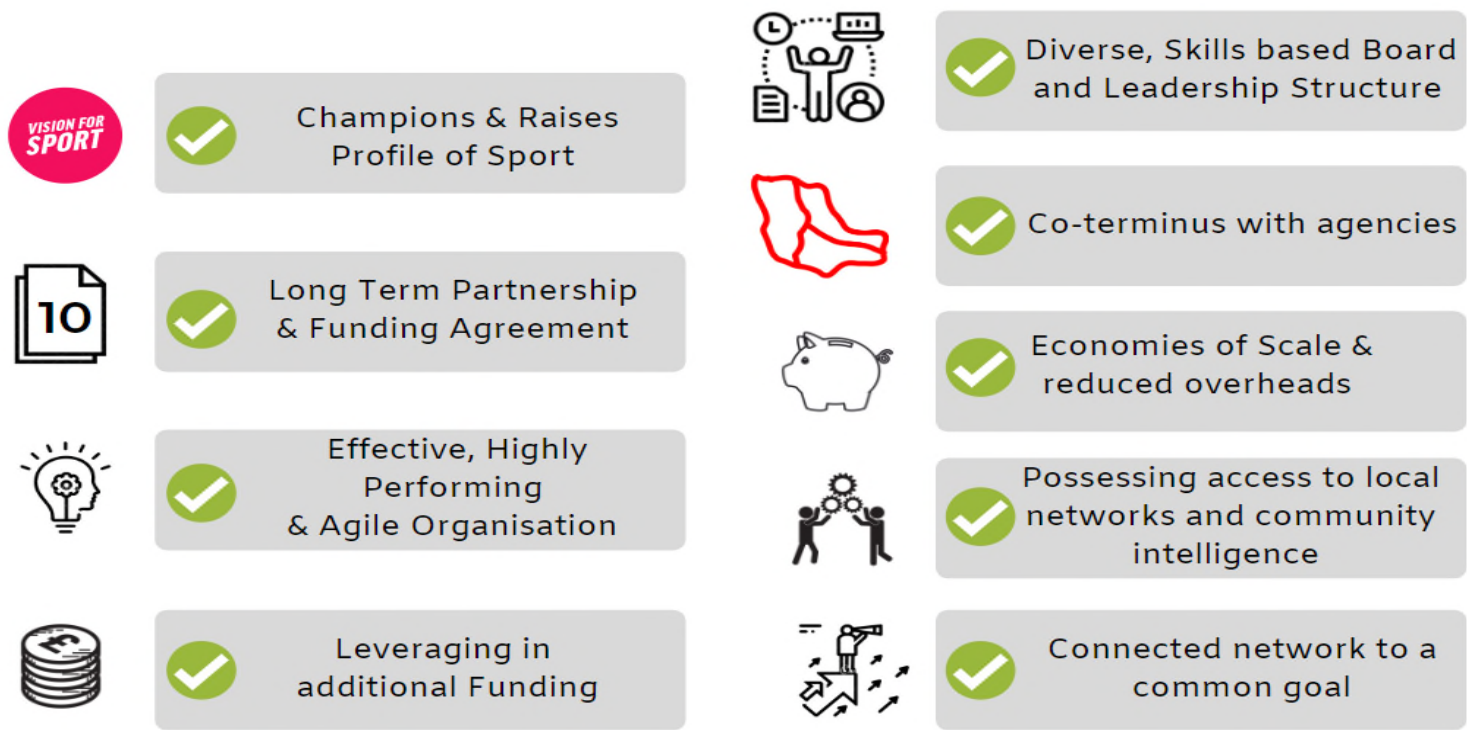 VISION FOR
SPORT
Champions & Raises
Profile of Sport
10
Long Term Partnership
& Funding Agreement
Effective, Highly
Performing
& Agile Organisation
£
Leveraging in
additional Funding
Diverse, Skills based Board
and Leadership Structure
Co-terminus with agencies
Economies of Scale &
reduced overheads
Possessing access to local
networks and community
intelligence
Connected network to a
common goal